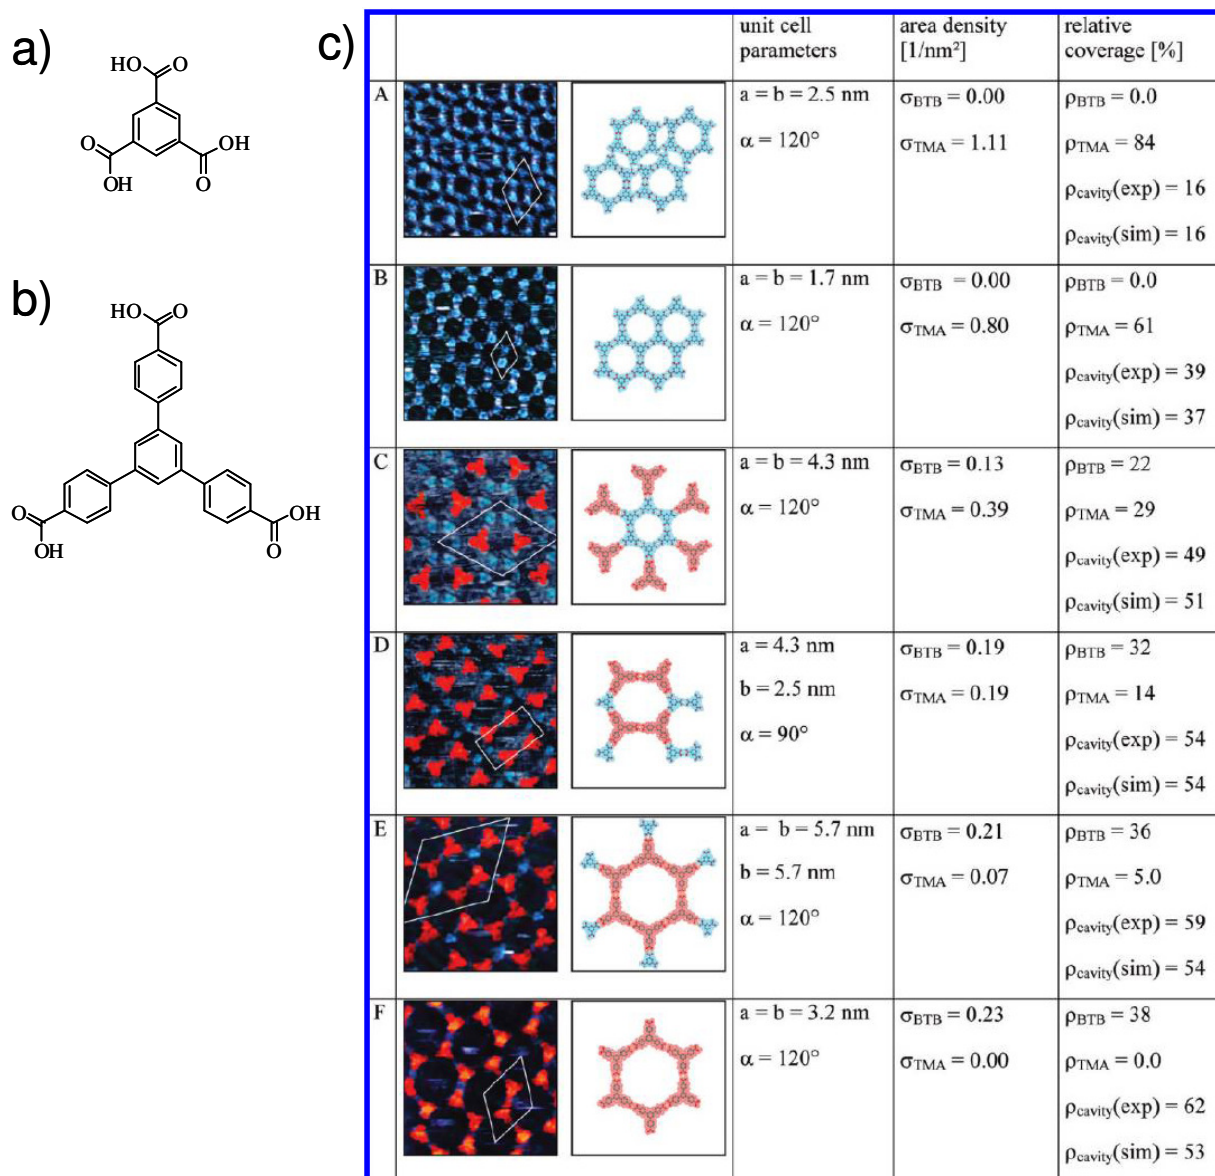 a)
HO
O
O
OH
OH
O
b)
HO
O
O
OH
OH
O
c)
unit cell parameters
area density [1/nm²]
relative coverage [%]
A
a = b = 2.5 nm
α = 120°
σBTB = 0.00
σTMA = 1.11
ρBTB = 0.0
ρTMA = 84
ρcavity(exp) = 16
ρcavity(sim) = 16
B
a = b = 1.7 nm
α = 120°
σBTB = 0.00
σTMA = 0.80
ρBTB = 0.0
ρTMA = 61
ρcavity(exp) = 39
ρcavity(sim) = 37
C
a = b = 4.3 nm
α = 120°
σBTB = 0.13
σTMA = 0.39
ρBTB = 22
ρTMA = 29
ρcavity(exp) = 49
ρcavity(sim) = 51
D
a = 4.3 nm
b = 2.5 nm
α = 90°
σBTB = 0.19
σTMA = 0.19
ρBTB = 32
ρTMA = 14
ρcavity(exp) = 54
ρcavity(sim) = 54
E
a = b = 5.7 nm
b = 5.7 nm
α = 120°
σBTB = 0.21
σTMA = 0.07
ρBTB = 36
ρTMA = 5.0
ρcavity(exp) = 59
ρcavity(sim) = 54
F
a = b = 3.2 nm
α = 120°
σBTB = 0.23
σTMA = 0.00
ρBTB = 38
ρTMA = 0.0
ρcavity(exp) = 62
ρcavity(sim) = 53